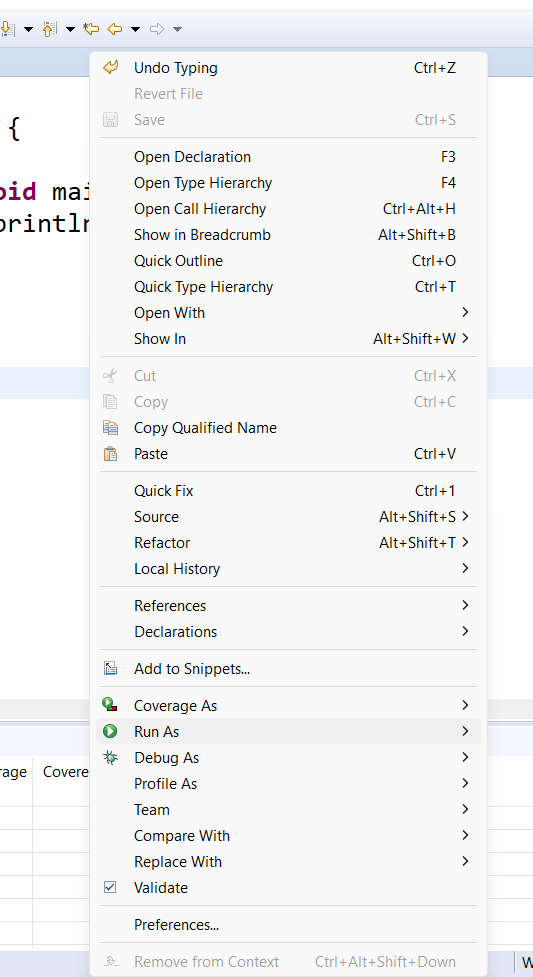 Undo Typing Ctrl+Z
Revert File
{
Save Ctrl+S
Open Declaration F3
Open Type Hierarchy F4
oid mai
Open Call Hierarchy Ctrl+Alt+H
println
Show in Breadcrumb Alt+Shift+B
Quick Outline Ctrl+O
Quick Type Hierarchy Ctrl+T
Open With
Show In Alt+Shift+W
Cut Ctrl+X
Copy Ctrl+C
Copy Qualified Name
Paste Ctrl+V
Quick Fix Ctrl+1
Source Alt+Shift+S
Refactor Alt+Shift+T
Local History
References
Declarations
Add to Snippets...
Coverage As
Run As
Debug As
rage Covere
Profile As
Team
Compare With
Replace With
Validate
Preferences...
Remove from Context Ctrl+Alt+Shift+Down
W